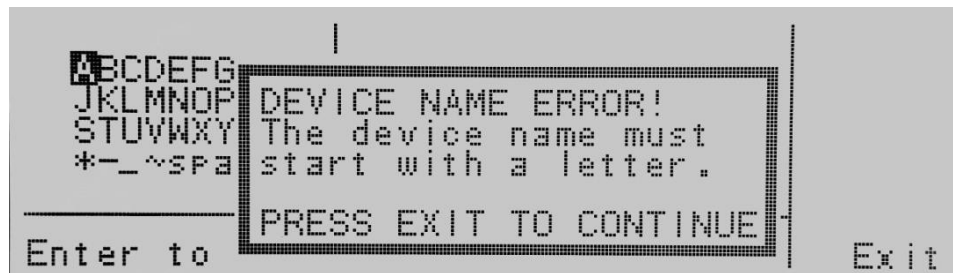 ABCDEFG
JKLMNOP
STUVWXY
*-_~spa
DEVICE NAME ERROR!
The device name must
start with a letter.
PRESS EXIT TO CONTINUE
Enter to
Exit